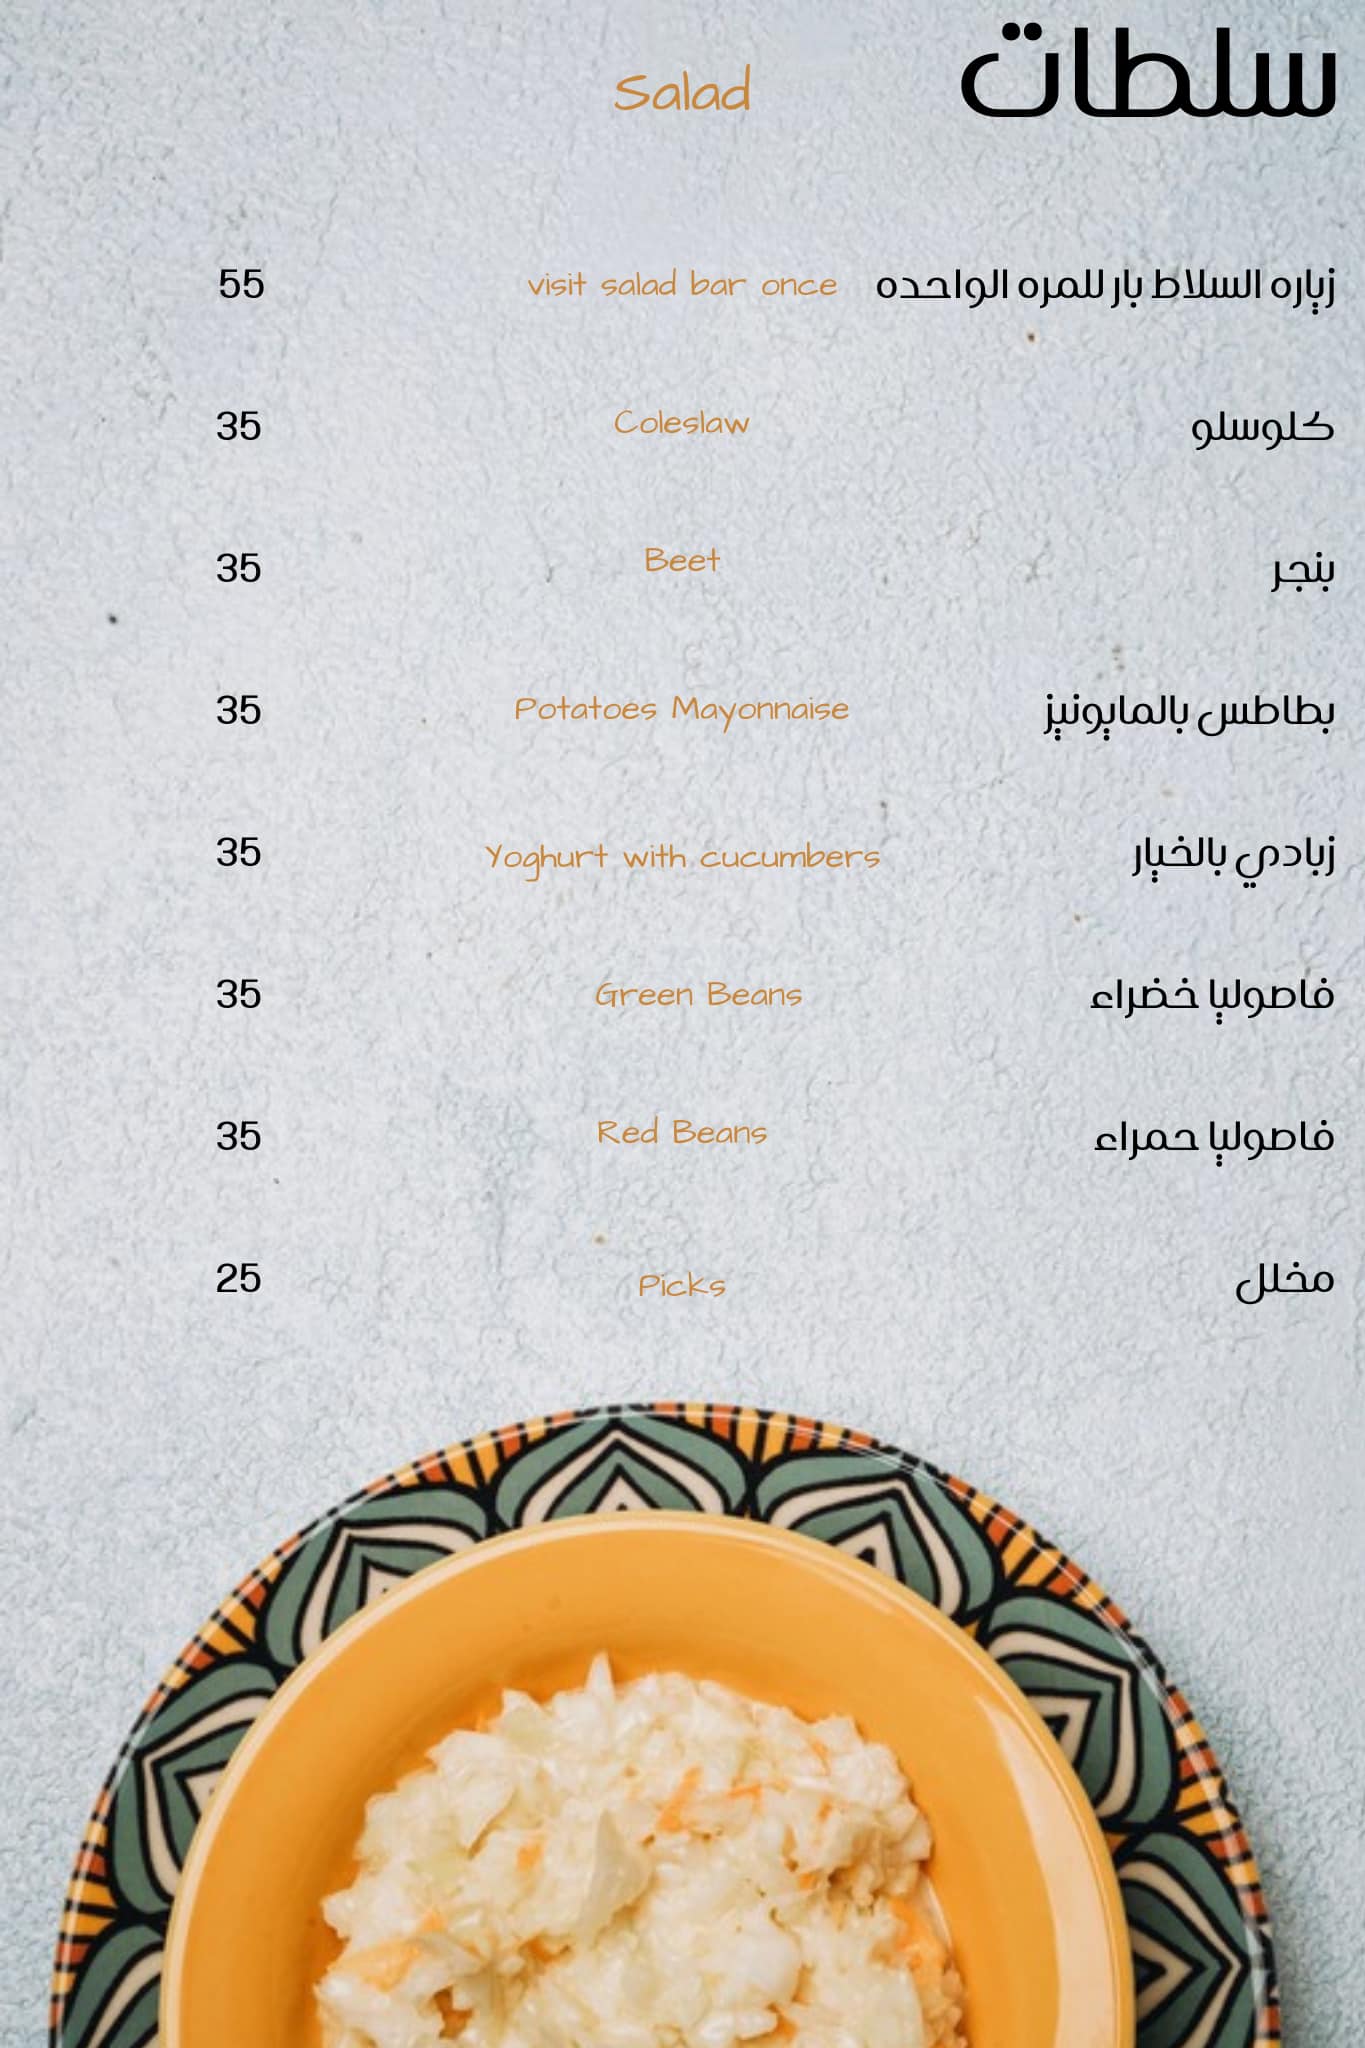 سلطات
Salad
زياره السلاط بار للمره الواحده visit salad bar once 55
كلوسلو Coleslaw 35
بنجر Beet 35
بطاطس بالمايونيز Potatoes Mayonnaise 35
زبادي بالخيار Yoghurt with cucumbers 35
فاصوليا خضراء Green Beans 35
فاصوليا حمراء Red Beans 35
مخلل Picks 25